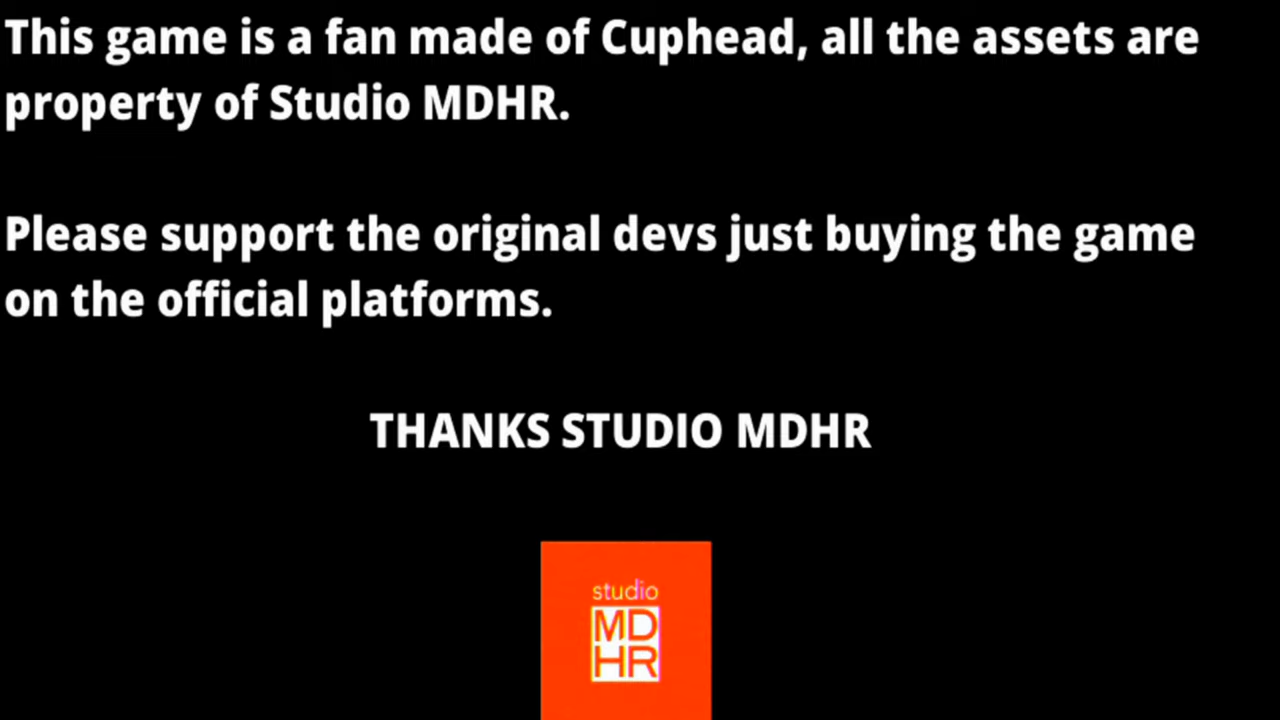 This game is a fan made of Cuphead, all the assets are
property of Studio MDHR.
Please support the original devs just buying the game
on the official platforms.
THANKS STUDIO MDHR
studio
MD
HR